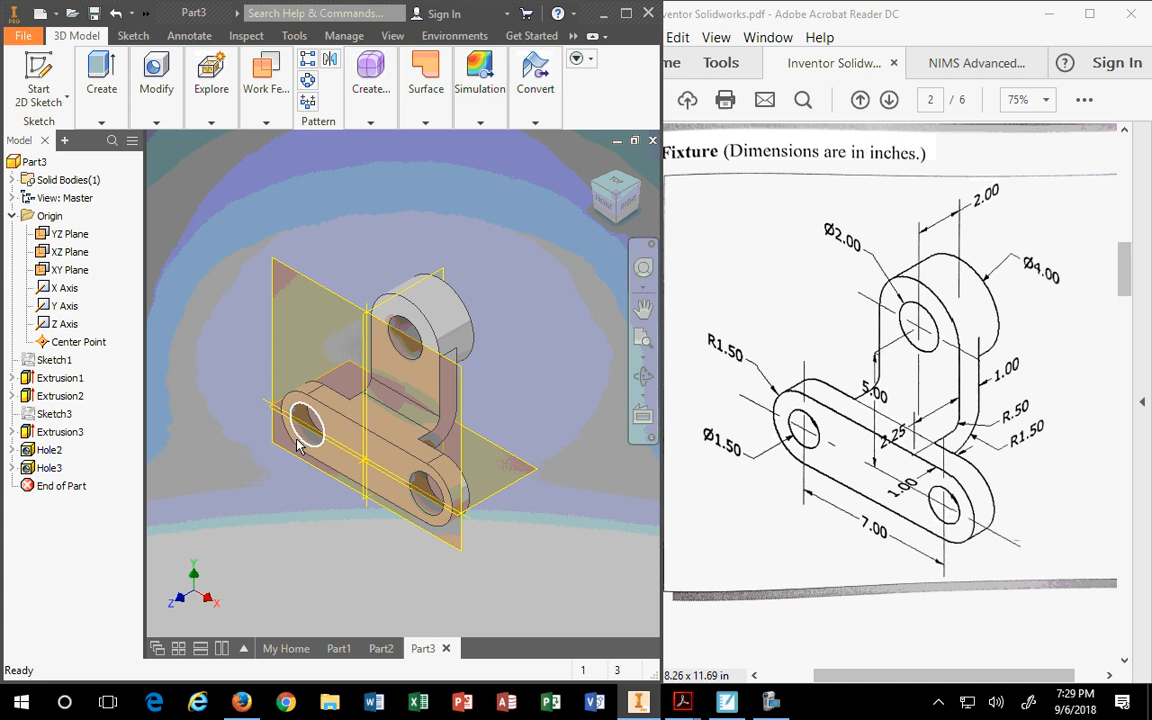 I PRO
Part3
Search Help & Commands...
Sign In
File
3D Model
Sketch
Annotate
Inspect
Tools
Manage
View
Environments
Get Started
Start
2D Sketch
Create
Modify
Explore
Work Fe...
Create...
Surface
Simulation
Convert
Sketch
Pattern
Model
Part3
Solid Bodies(1)
View: Master
Origin
YZ Plane
XZ Plane
XY Plane
X Axis
Y Axis
Z Axis
Center Point
Sketch1
Extrusion1
Extrusion2
Sketch3
Extrusion3
Hole2
Hole3
End of Part
TOP
FRONT
RIGHT
Y
Z
X
My Home
Part1
Part2
Part3
Ready
1
3
ventor Solidworks.pdf - Adobe Acrobat Reader DC
Edit
View
Window
Help
me
Tools
Inventor Solidw...
NIMS Advanced...
Sign In
2 / 6
75%
Fixture (Dimensions are in inches.)
2.00
Ø2.00
Ø4.00
R1.50
1.00
5.00
R.50
2.25
R1.50
Ø1.50
1.00
7.00
8.26 x 11.69 in
7:29 PM
9/6/2018